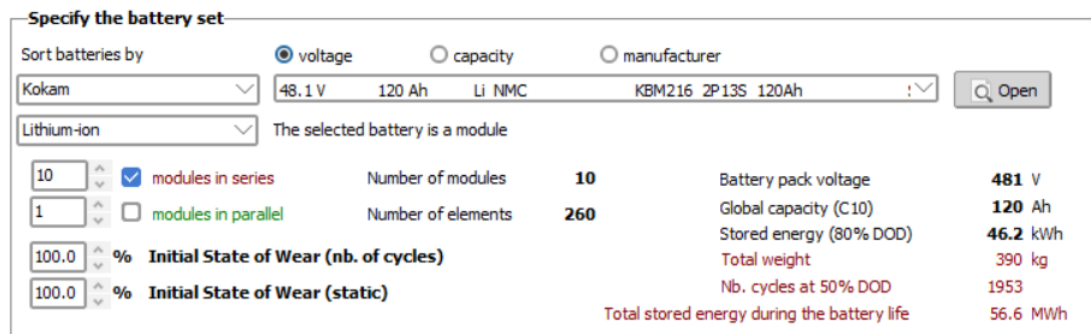 Specify the battery set
Sort batteries by voltage capacity manufacturer
Kokam 48.1 V 120 Ah Li NMC KBM216 2P13S 120Ah Open
Lithium-ion The selected battery is a module
10 modules in series Number of modules 10 Battery pack voltage 481 V
1 modules in parallel Number of elements 260 Global capacity (C10) 120 Ah
Stored energy (80% DOD) 46.2 kWh
100.0 % Initial State of Wear (nb. of cycles) Total weight 390 kg
100.0 % Initial State of Wear (static) Nb. cycles at 50% DOD 1953
Total stored energy during the battery life 56.6 MWh